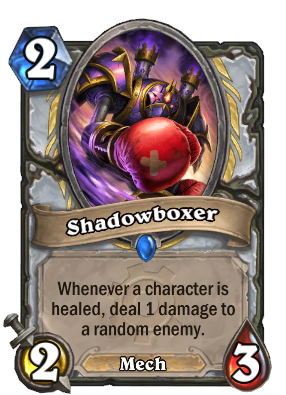 2
Shadowboxer
Whenever a character is
healed, deal 1 damage to
a random enemy.
2
Mech
3